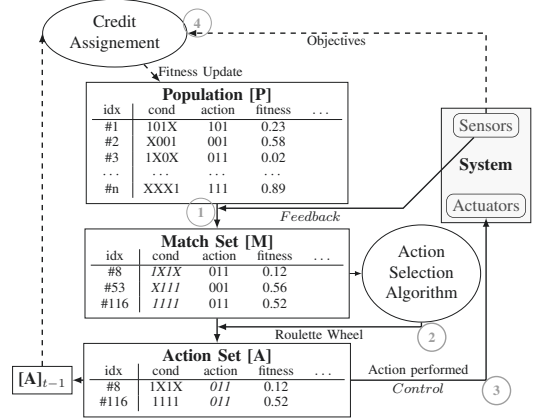 Credit
Assignement
4
Objectives
Fitness Update
Population [P]
idx cond action fitness ...
#1 101X 101 0.23
#2 X001 001 0.58
#3 1X0X 011 0.02
... ... ... ...
#n XXX1 111 0.89
Sensors
System
Actuators
1
Feedback
Match Set [M]
idx cond action fitness ...
#8 1X1X 011 0.12
#53 X111 001 0.56
#116 1111 011 0.52
Action
Selection
Algorithm
Roulette Wheel
2
Action Set [A]
idx cond action fitness ...
#8 1X1X 011 0.12
#116 1111 011 0.52
[A]t−1
Action performed
Control
3